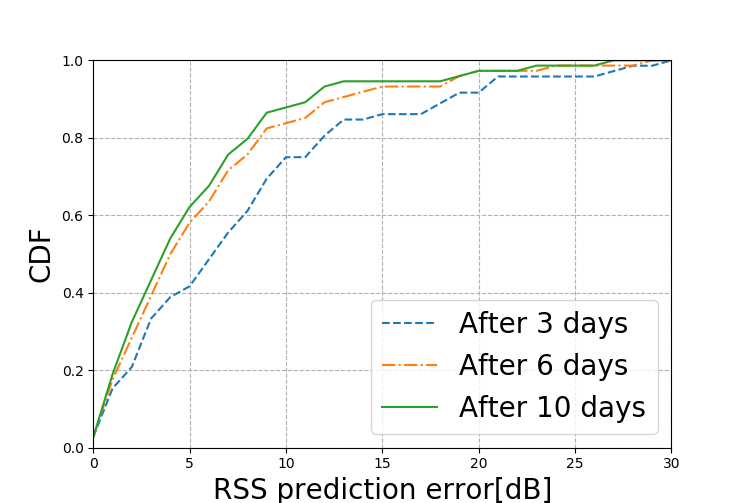 1.0
0.8
0.6
0.4
0.2
0.0
CDF
After 3 days
After 6 days
After 10 days
0 5 10 15 20 25 30
RSS prediction error[dB]